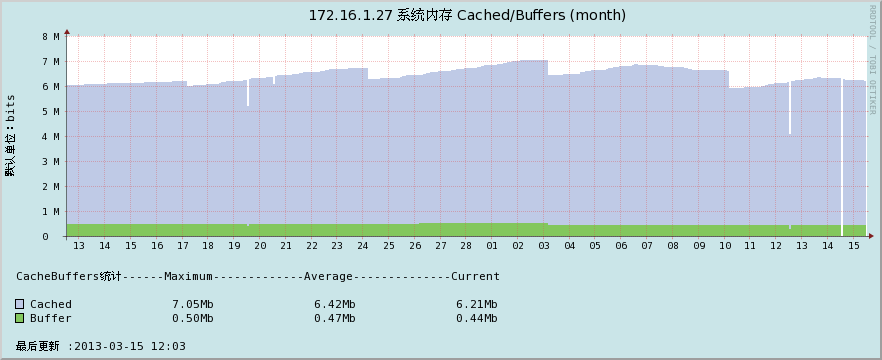 172.16.1.27 系统内存 Cached/Buffers (month)
RRDTOOL / TOBI OETIKER
默认单位：bits
8 M
7 M
6 M
5 M
4 M
3 M
2 M
1 M
0
13 14 15 16 17 18 19 20 21 22 23 24 25 26 27 28 01 02 03 04 05 06 07 08 09 10 11 12 13 14 15
CacheBuffers统计------Maximum-------------Average--------------Current
Cached 7.05Mb 6.42Mb 6.21Mb
Buffer 0.50Mb 0.47Mb 0.44Mb
最后更新 :2013-03-15 12:03